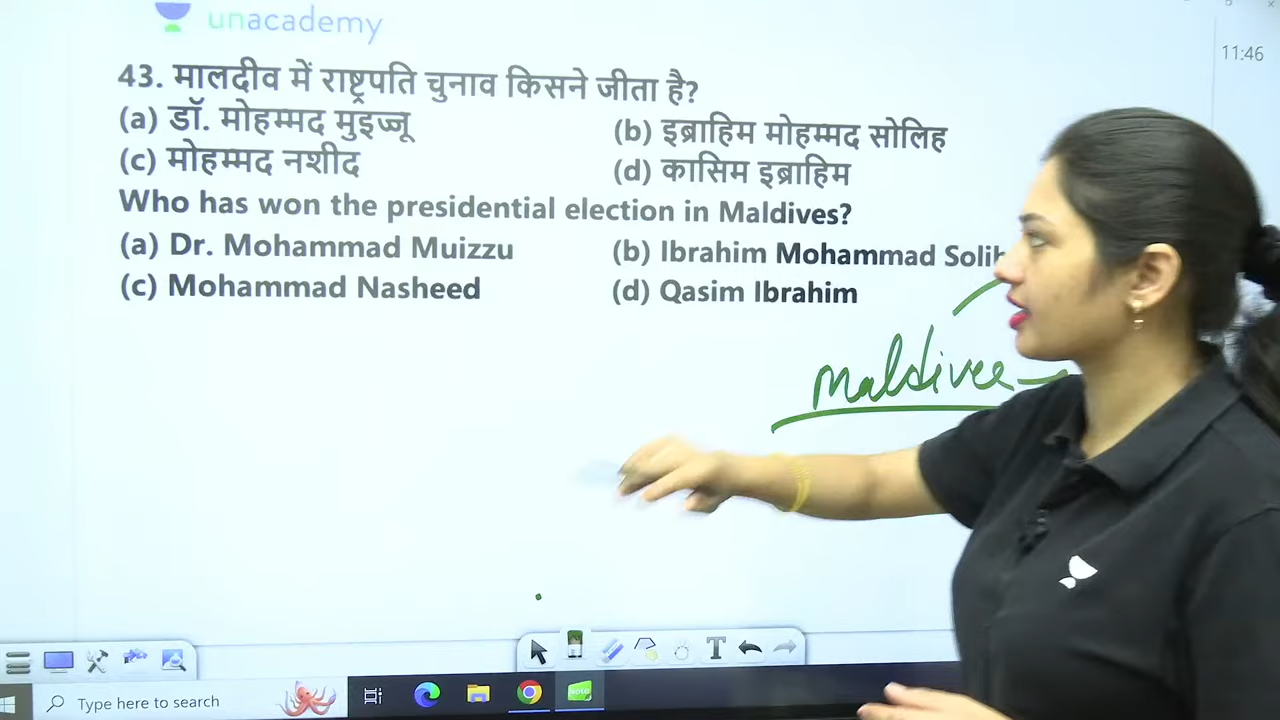 unacademy
11:46
43. मालदीव में राष्ट्रपति चुनाव किसने जीता है?
(a) डॉ. मोहम्मद मुइज्जू (b) इब्राहिम मोहम्मद सोलिह
(c) मोहम्मद नशीद (d) कासिम इब्राहिम
Who has won the presidential election in Maldives?
(a) Dr. Mohammad Muizzu (b) Ibrahim Mohammad Solih
(c) Mohammad Nasheed (d) Qasim Ibrahim
maldivee
Type here to search